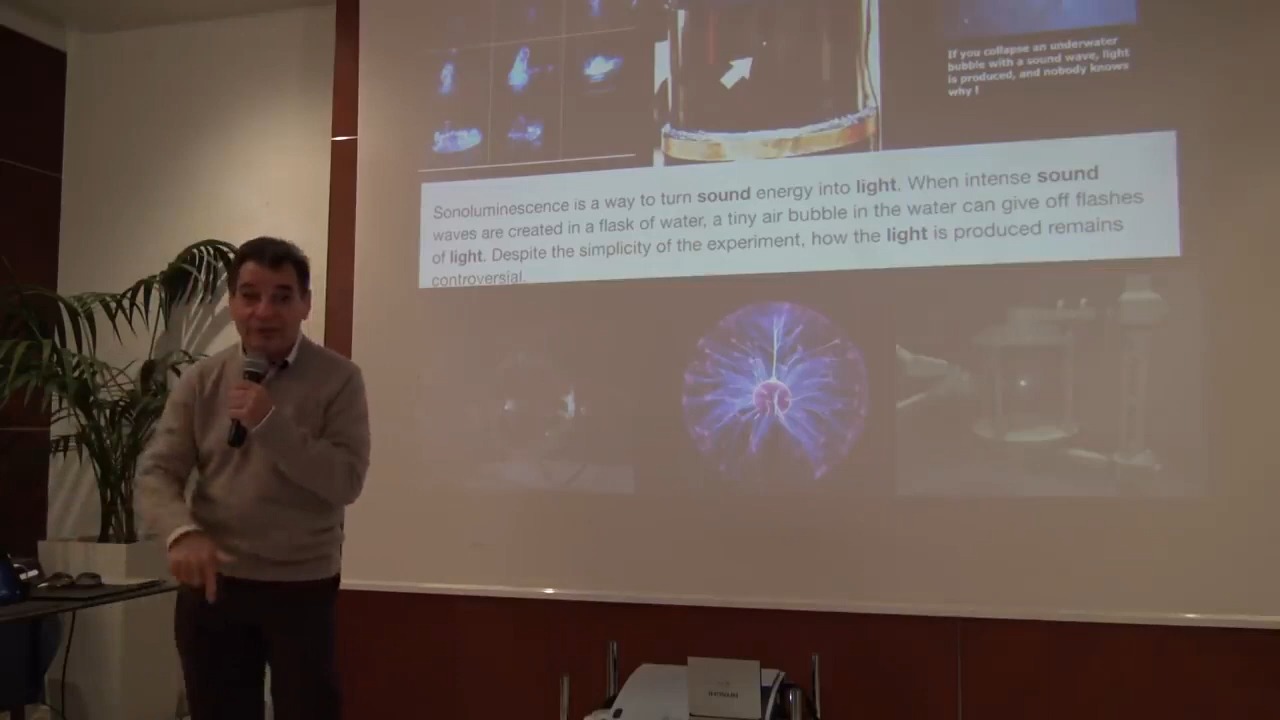 If you collapse an underwater
bubble with a sound wave, light
is produced, and nobody knows
why !
Sonoluminescence is a way to turn sound energy into light. When intense sound
waves are created in a flask of water, a tiny air bubble in the water can give off flashes
of light. Despite the simplicity of the experiment, how the light is produced remains
controversial.